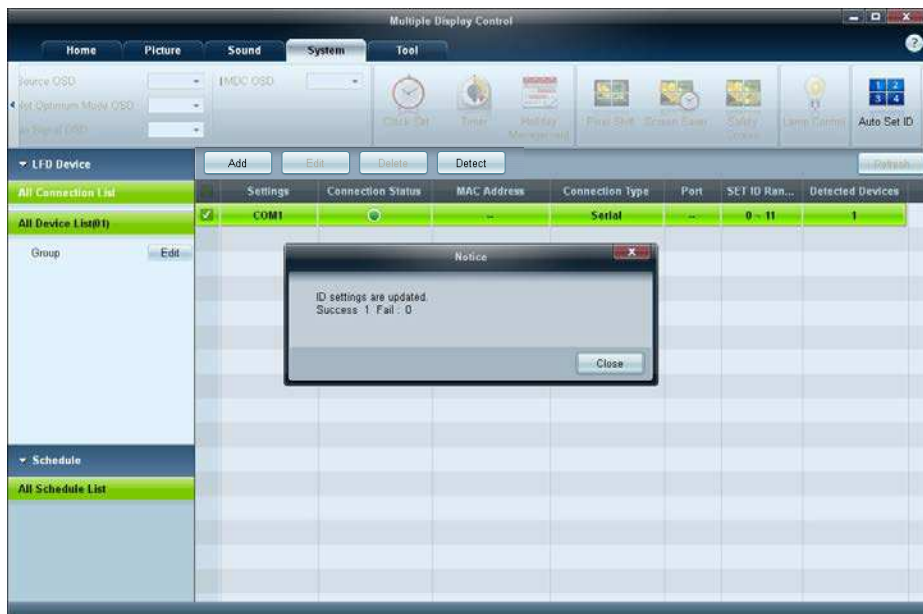 Multiple Display Control
Home Picture Sound System Tool
?
Source OSD MDC OSD
Not Optimum Mode OSD
No Signal OSD
Clock Set Timer Holiday Management Pixel Shift Screen Saver Safety Screen Lamp Control
1 2
3 4
Auto Set ID
LFD Device Add Edit Delete Detect Refresh
All Connection List Settings Connection Status MAC Address Connection Type Port SET ID Ran... Detected Devices
All Device List(01) COM1 -- Serial -- 0 ~ 11 1
Group Edit
Notice
ID settings are updated.
Success 1 Fail : 0
Close
Schedule
All Schedule List